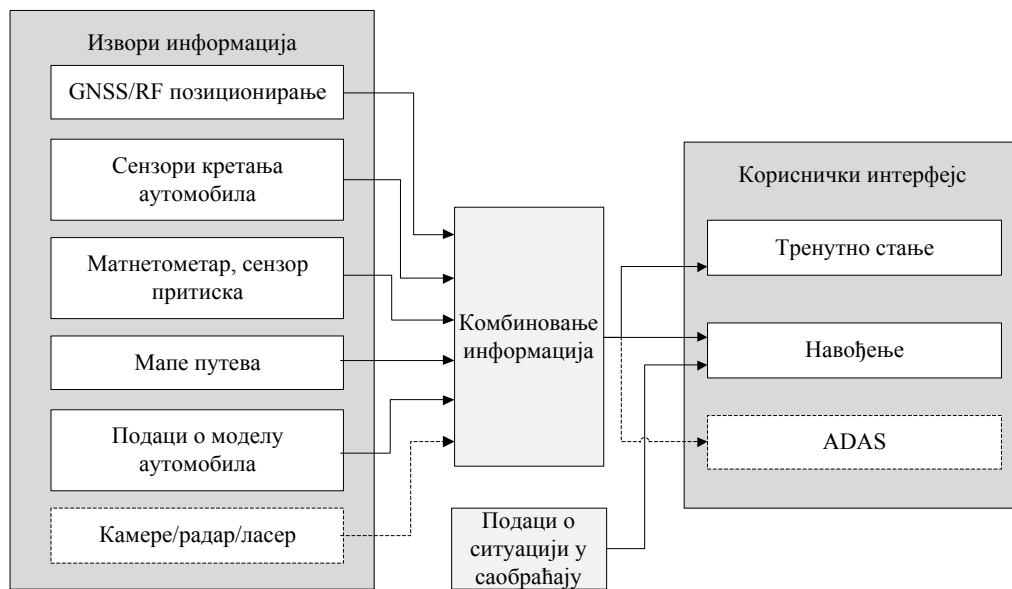 Извори информација
GNSS/RF позиционирање
Сензори кретања
аутомобила
Матнетометар, сензор
притиска
Мапе путева
Подаци о моделу
аутомобила
Камере/радар/ласер
Комбиновање
информација
Подаци о
ситуацији у
саобраћају
Кориснички интерфејс
Тренутно стање
Навођење
ADAS